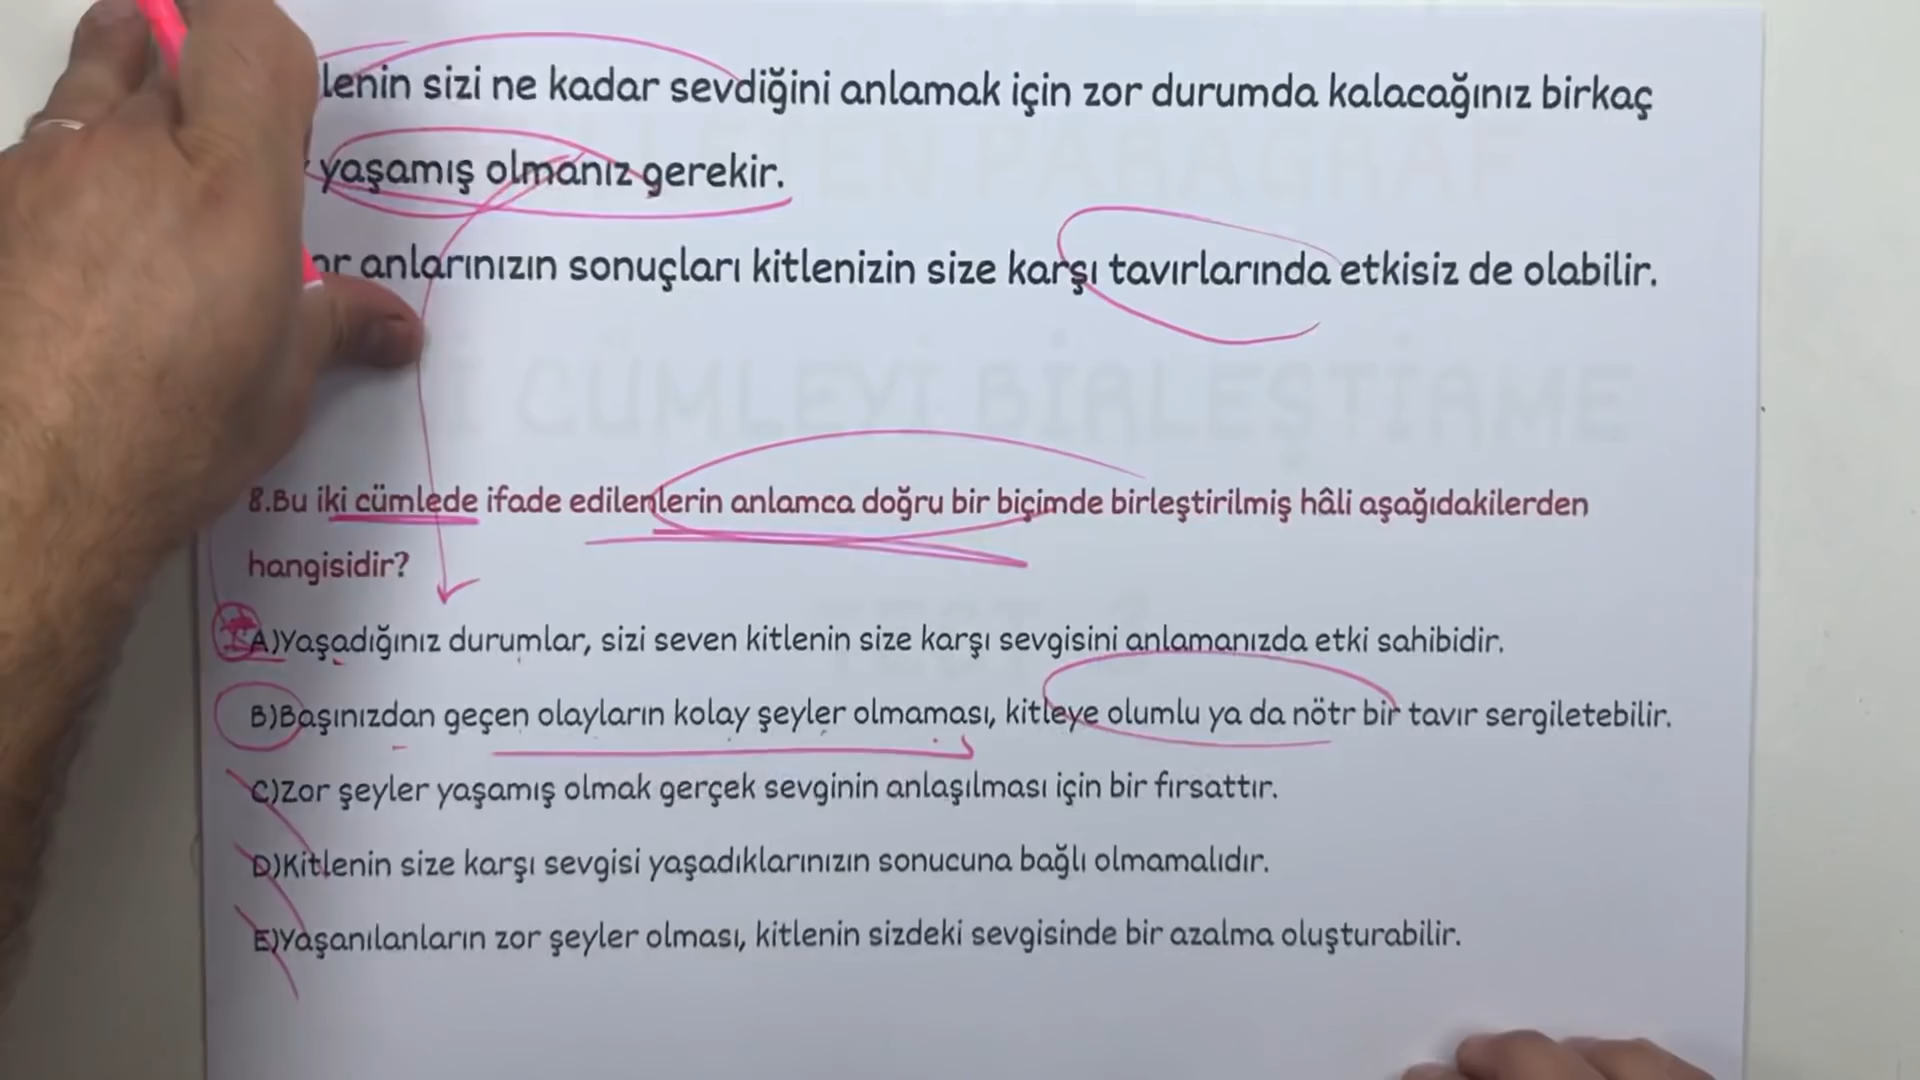 lenin sizi ne kadar sevdiğini anlamak için zor durumda kalacağınız birkaç
yaşamış olmanız gerekir.
anlarınızın sonuçları kitlenizin size karşı tavırlarında etkisiz de olabilir.
İ CÜMLEYİ BİRLEŞTİRME
8.Bu iki cümlede ifade edilenlerin anlamca doğru bir biçimde birleştirilmiş hâli aşağıdakilerden
hangisidir?
A)Yaşadığınız durumlar, sizi seven kitlenin size karşı sevgisini anlamanızda etki sahibidir.
B)Başınızdan geçen olayların kolay şeyler olmaması, kitleye olumlu ya da nötr bir tavır sergiletebilir.
C)Zor şeyler yaşamış olmak gerçek sevginin anlaşılması için bir fırsattır.
D)Kitlenin size karşı sevgisi yaşadıklarınızın sonucuna bağlı olmamalıdır.
E)Yaşanılanların zor şeyler olması, kitlenin sizdeki sevgisinde bir azalma oluşturabilir.